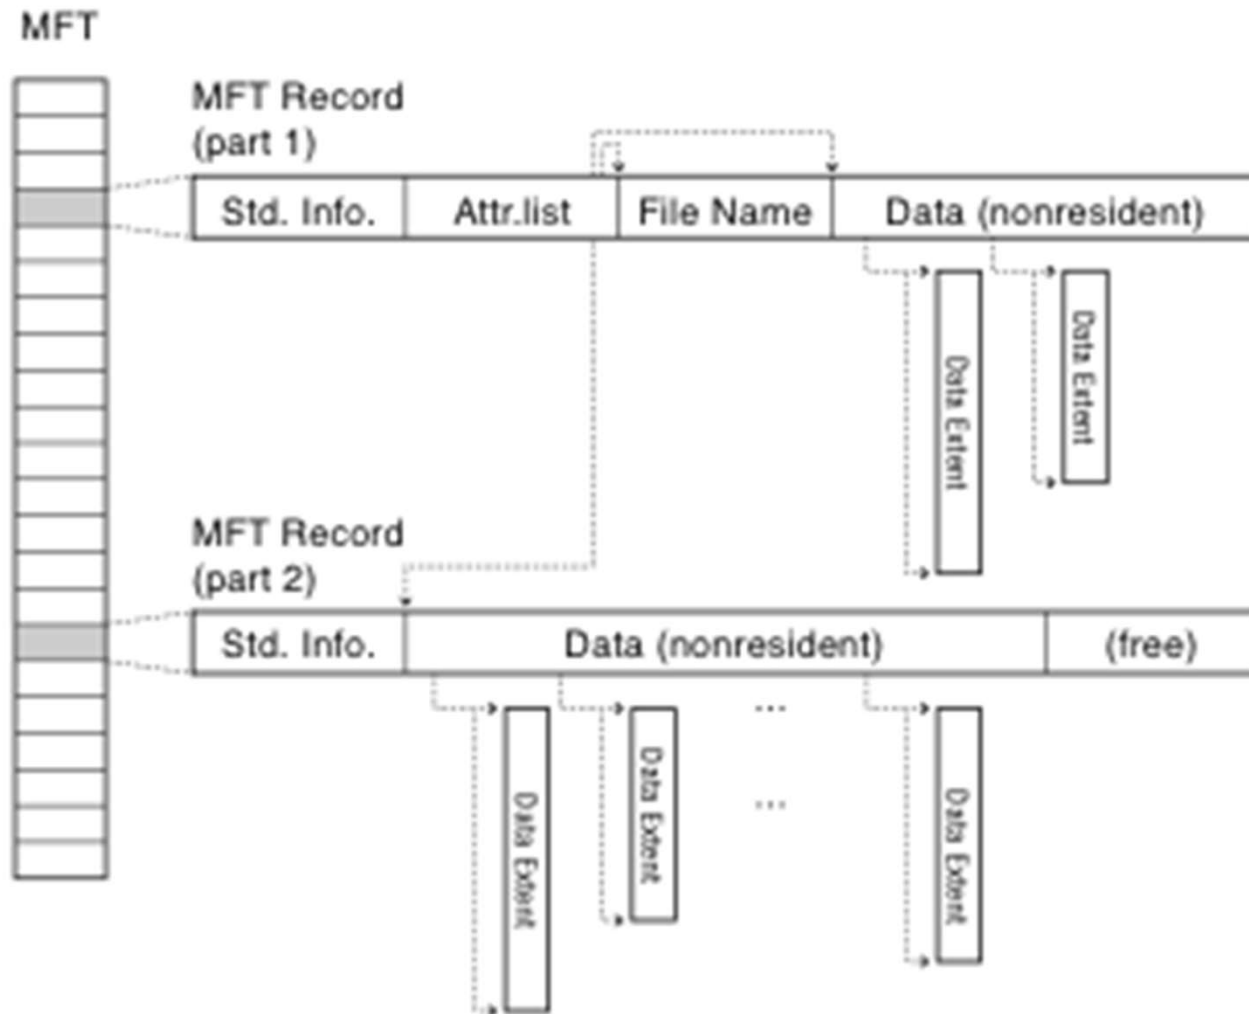 MFT
MFT Record
(part 1)
Std. Info.
Attr.list
File Name
Data (nonresident)
Data Extent
Data Extent
MFT Record
(part 2)
Std. Info.
Data (nonresident)
(free)
...
...
Data Extent
Data Extent
Data Extent